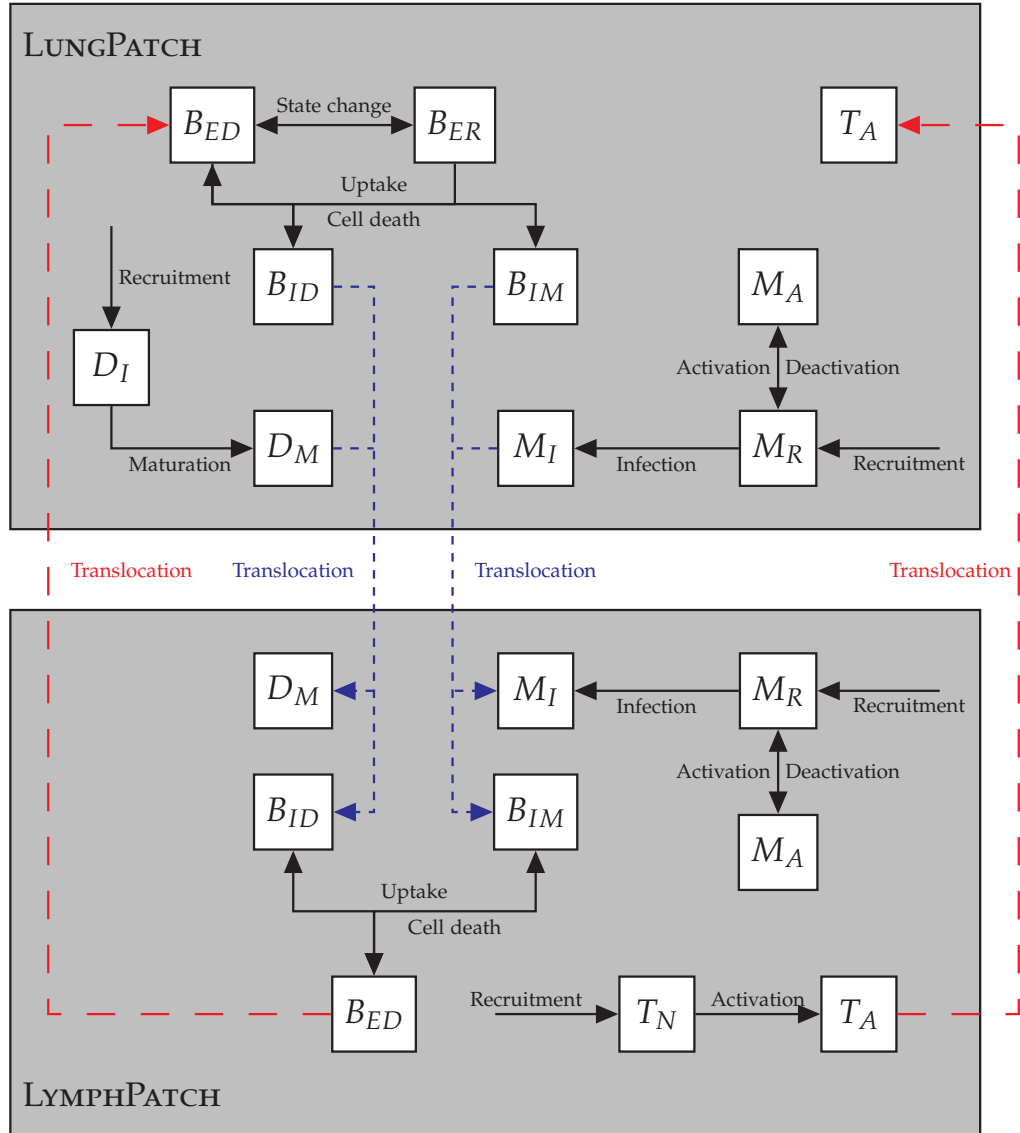 LUNGPATCH
B_ED State change B_ER T_A
Uptake
Cell death
Recruitment B_ID B_IM M_A
D_I Activation Deactivation
Maturation D_M M_I Infection M_R Recruitment
Translocation Translocation Translocation Translocation
D_M M_I Infection M_R Recruitment
Activation Deactivation
B_ID B_IM M_A
Uptake
Cell death
B_ED Recruitment T_N Activation T_A
LYMPHPATCH